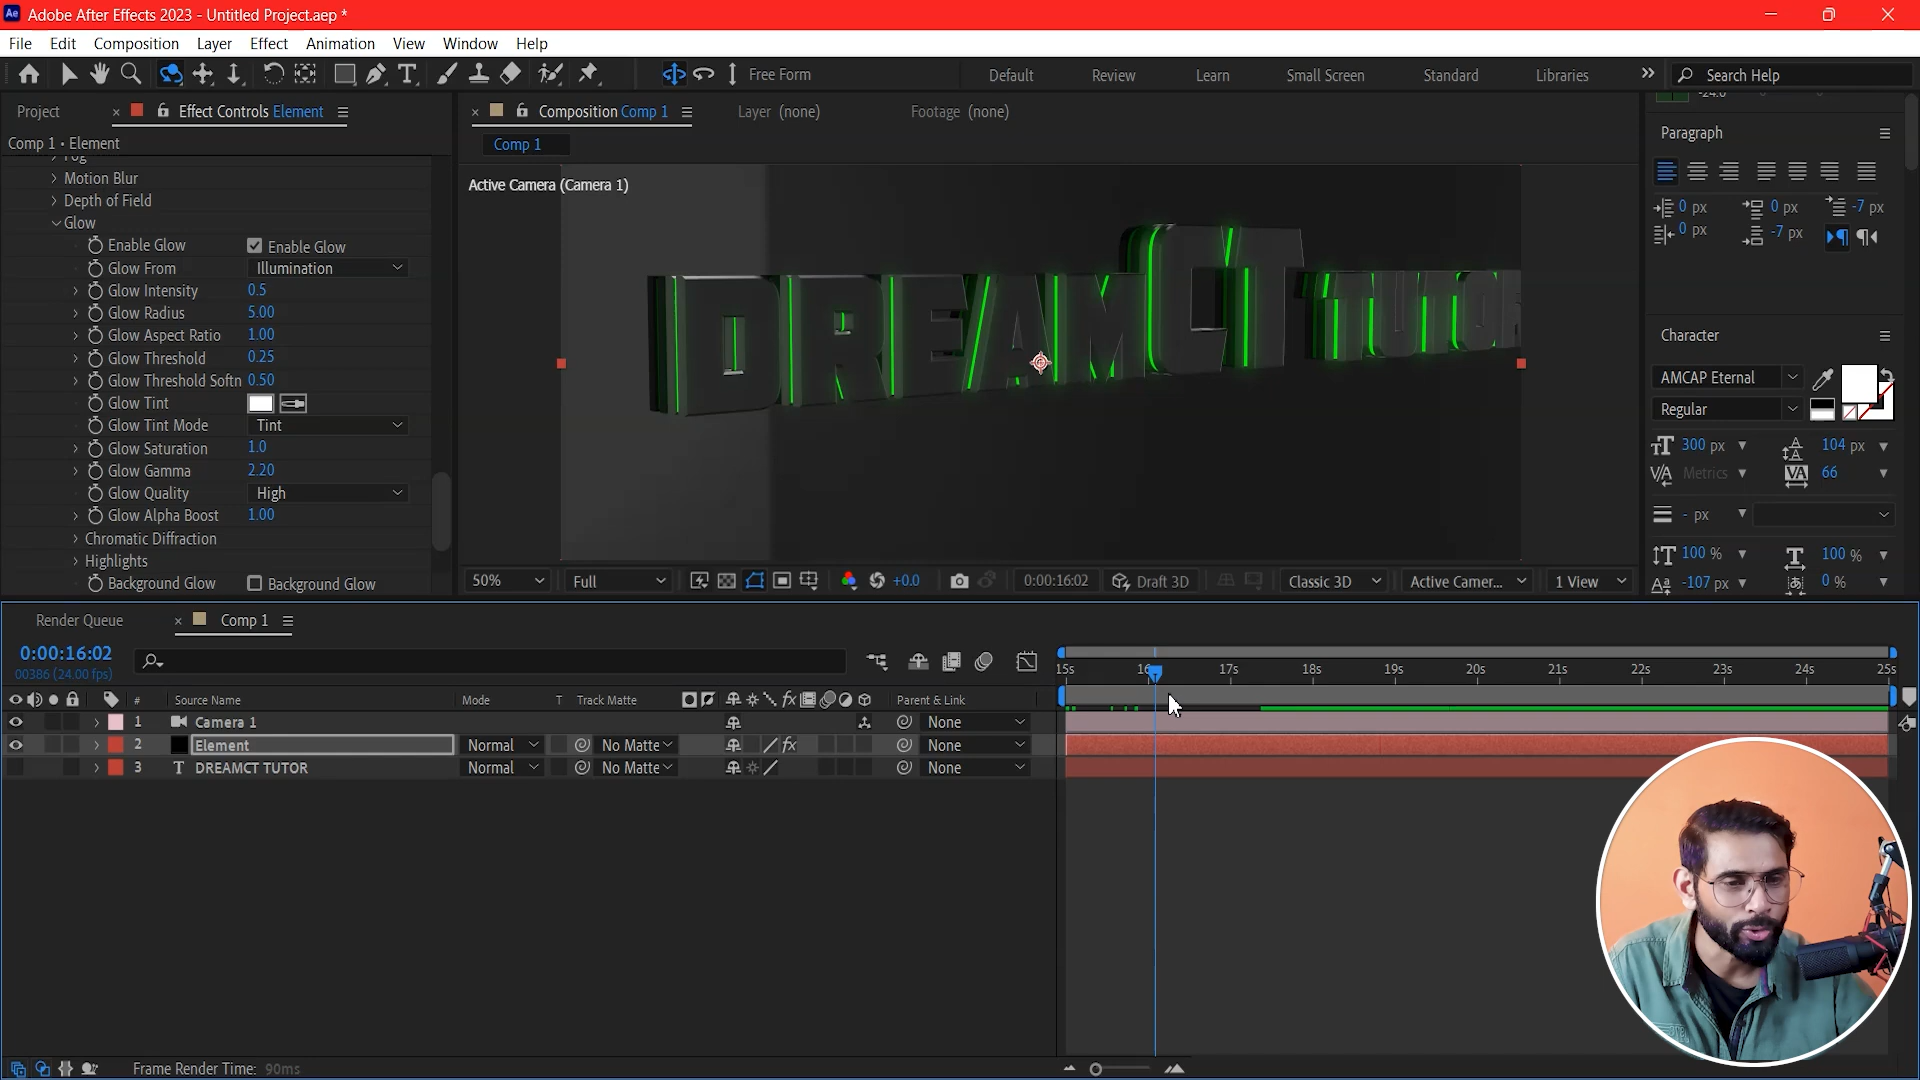 Ae Adobe After Effects 2023 - Untitled Project.aep *
File Edit Composition Layer Effect Animation View Window Help
Free Form Default Review Learn Small Screen Standard Libraries Search Help
Project Effect Controls Element
Comp 1 • Element
Fog
Motion Blur
Depth of Field
Glow
Enable Glow Enable Glow
Glow From Illumination
Glow Intensity 0.5
Glow Radius 5.00
Glow Aspect Ratio 1.00
Glow Threshold 0.25
Glow Threshold Softn 0.50
Glow Tint
Glow Tint Mode Tint
Glow Saturation 1.0
Glow Gamma 2.20
Glow Quality High
Glow Alpha Boost 1.00
Chromatic Diffraction
Highlights
Background Glow Background Glow
Composition Comp 1 Layer (none) Footage (none)
Comp 1
Active Camera (Camera 1)
DREAMCT TUTOR
50% Full +0.0 0:00:16:02 Draft 3D Classic 3D Active Camer... 1 View
-24.0
Paragraph
0 px 0 px -7 px
0 px -7 px
Character
AMCAP Eternal
Regular
300 px 104 px
Metrics 66
- px
100 % 100 %
-107 px 0 %
Render Queue Comp 1
0:00:16:02
00386 (24.00 fps)
15s 16s 17s 18s 19s 20s 21s 22s 23s 24s 25s
# Source Name Mode T Track Matte Parent & Link
1 Camera 1 None
2 Element Normal No Matte None
3 T DREAMCT TUTOR Normal No Matte None
Frame Render Time: 90ms